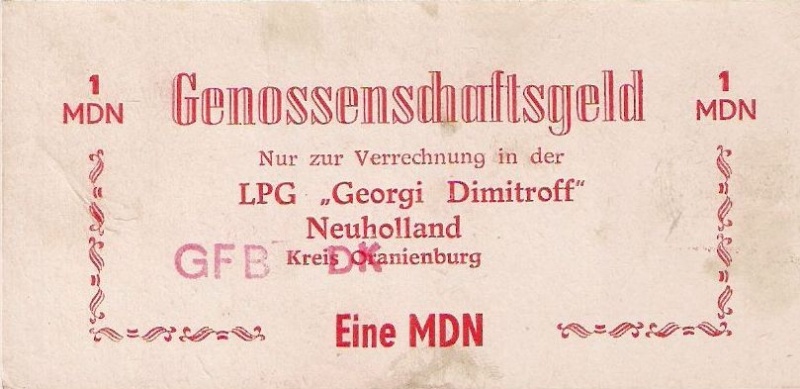 1 MDN
Genossenschaftsgeld
1 MDN
Nur zur Verrechnung in der
LPG „Georgi Dimitroff"
Neuholland
Kreis Oranienburg
GFB DK
Eine MDN